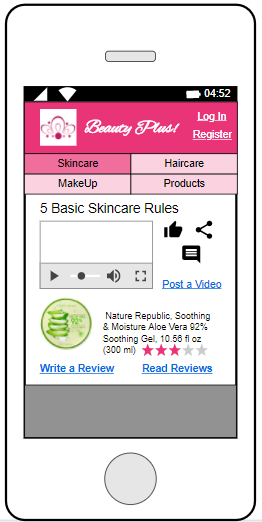 04:52
Beauty Plus!
Log In
Register
Skincare
Haircare
MakeUp
Products
5 Basic Skincare Rules
Post a Video
Nature Republic, Soothing
& Moisture Aloe Vera 92%
Soothing Gel, 10.56 fl oz
(300 ml)
Write a Review
Read Reviews